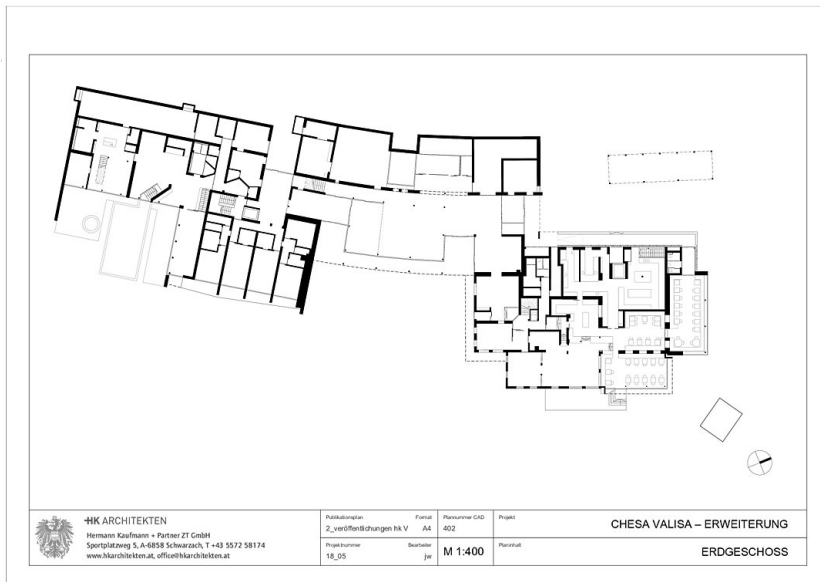 HK ARCHITEKTEN
Hermann Kaufmann + Partner ZT GmbH
Sportplatzweg 5, A-6858 Schwarzach, T +43 5572 58174
www.hkarchitekten.at, office@hkarchitekten.at
Publikationsplan Format
2_veröffentlichungen hk V A4
Projektnummer Bearbeiter
18_05 jw
Plannummer CAD
402
M 1:400
Projekt
CHESA VALISA – ERWEITERUNG
Planinhalt
ERDGESCHOSS